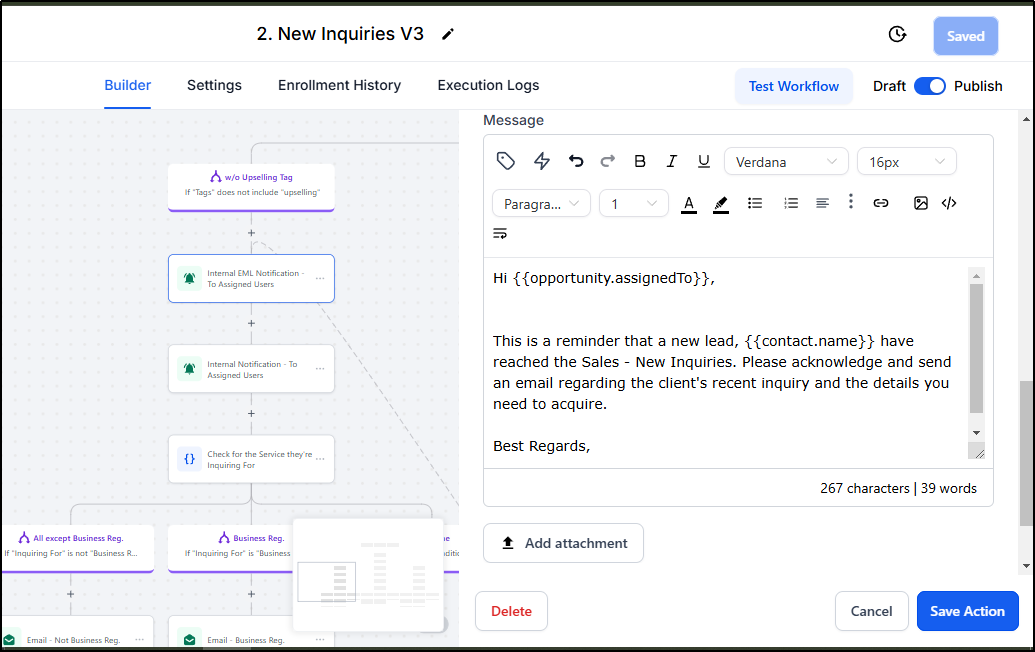 2. New Inquiries V3
Saved
Builder
Settings
Enrollment History
Execution Logs
Test Workflow
Draft
Publish
w/o Upselling Tag
If "Tags" does not include "upselling"
+
Internal EML Notification -
To Assigned Users
+
Internal Notification - To
Assigned Users
+
{} Check for the Service they're
Inquiring For
All except Business Reg.
If "Inquiring For" is not "Business R...
+
Email - Not Business Reg.
Business Reg.
If "Inquiring For" is "Business
+
Email - Business Reg.
Message
B I U
Verdana
16px
Paragra...
1
A
Hi {{opportunity.assignedTo}},
This is a reminder that a new lead, {{contact.name}} have
reached the Sales - New Inquiries. Please acknowledge and send
an email regarding the client's recent inquiry and the details you
need to acquire.
Best Regards,
267 characters | 39 words
Add attachment
Delete
Cancel
Save Action